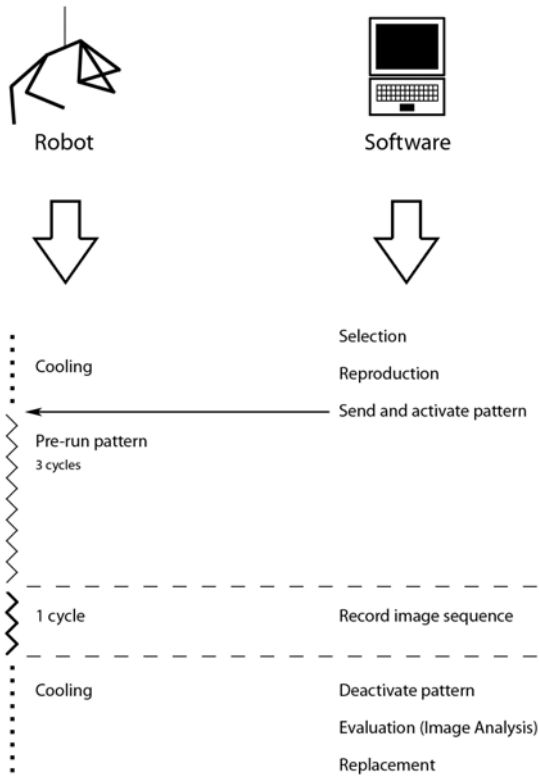 Robot
Software
Selection
Cooling
Reproduction
Send and activate pattern
Pre-run pattern
3 cycles
1 cycle
Record image sequence
Cooling
Deactivate pattern
Evaluation (Image Analysis)
Replacement